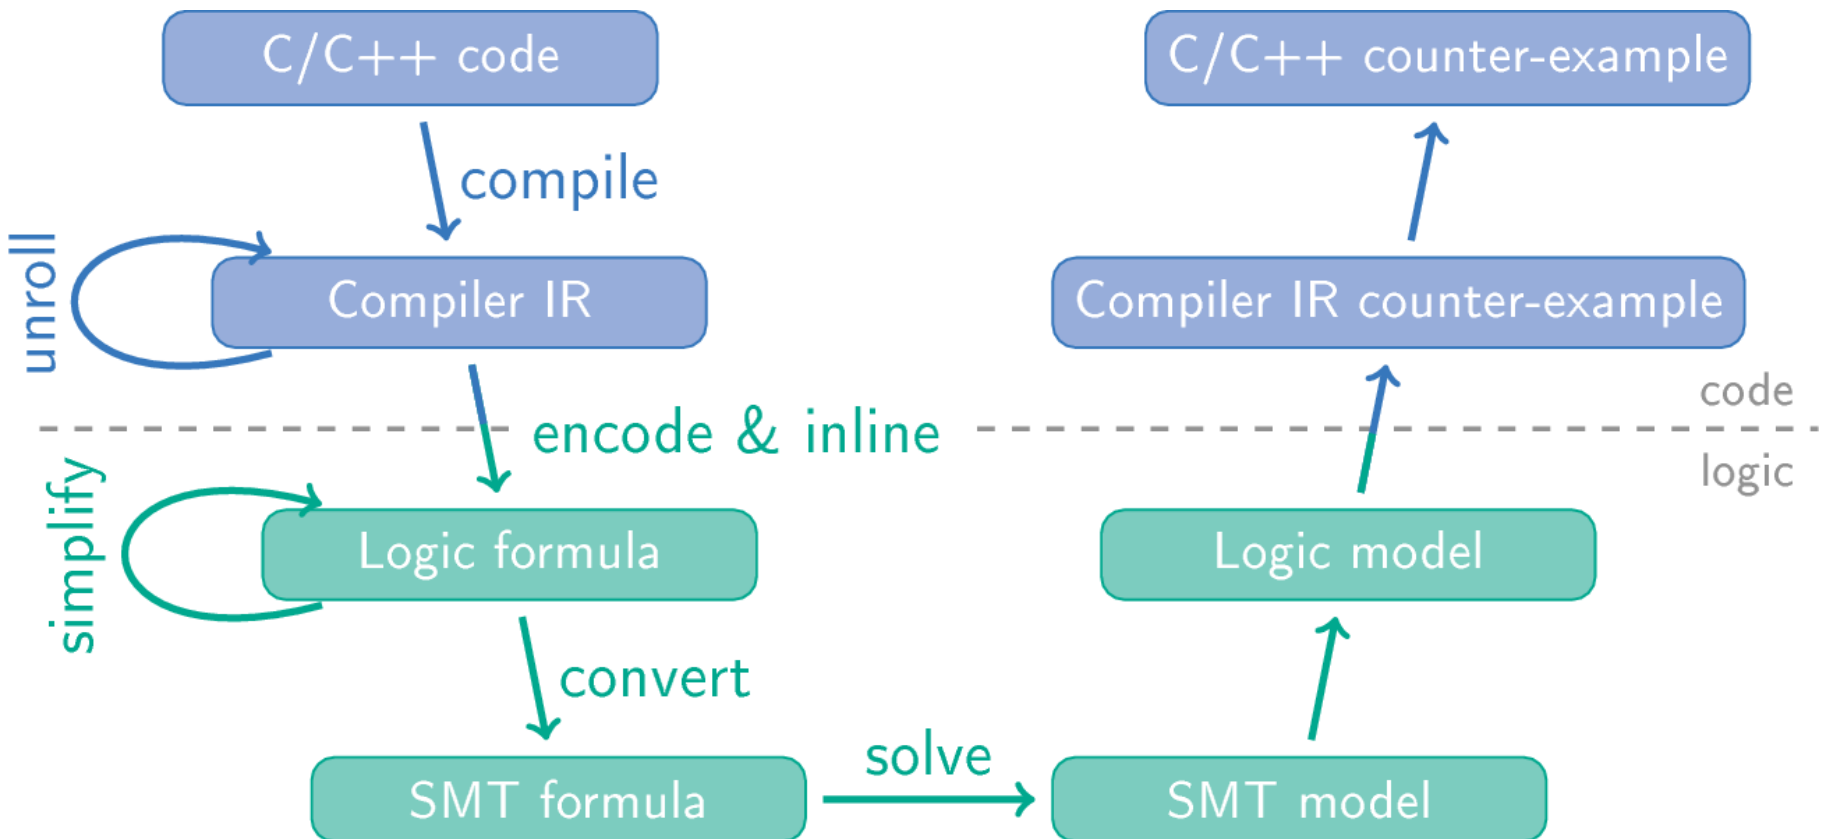 C/C++ code
C/C++ counter-example
compile
unroll
Compiler IR
Compiler IR counter-example
code
encode & inline
logic
simplify
Logic formula
Logic model
convert
solve
SMT formula
SMT model